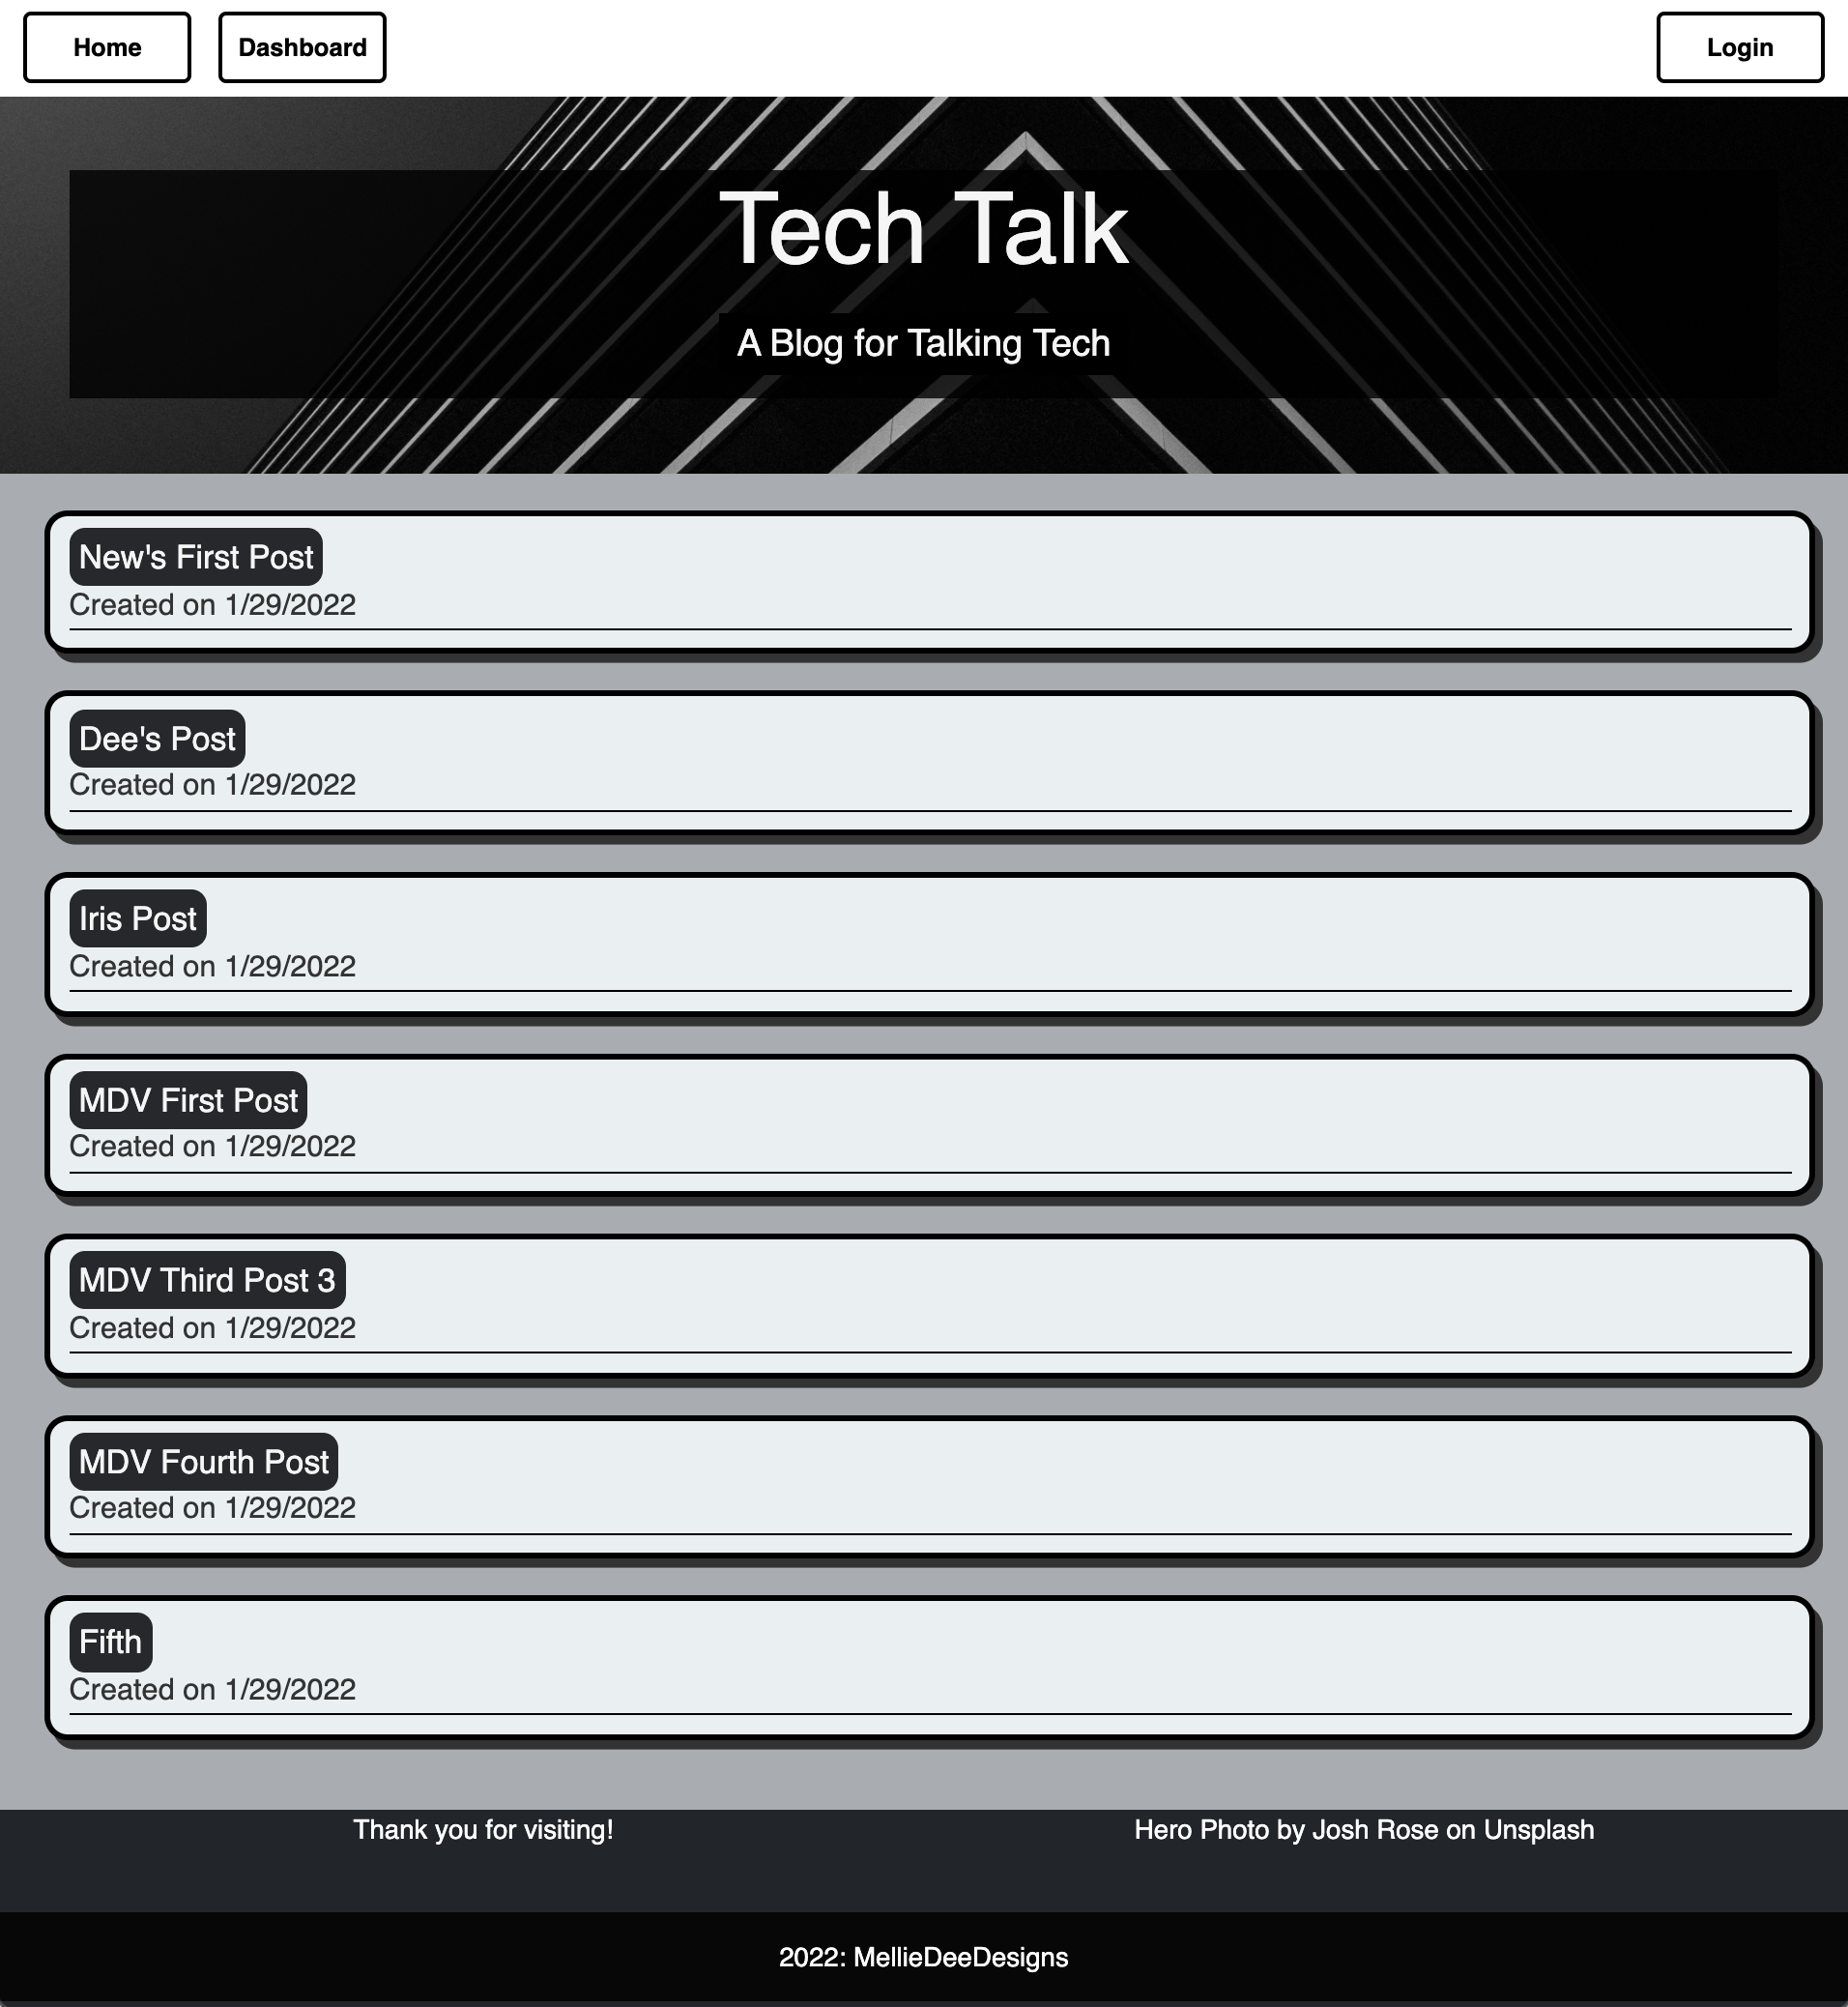 Home Dashboard Login
Tech Talk
A Blog for Talking Tech
New's First Post
Created on 1/29/2022
Dee's Post
Created on 1/29/2022
Iris Post
Created on 1/29/2022
MDV First Post
Created on 1/29/2022
MDV Third Post 3
Created on 1/29/2022
MDV Fourth Post
Created on 1/29/2022
Fifth
Created on 1/29/2022
Thank you for visiting!
Hero Photo by Josh Rose on Unsplash
2022: MellieDeeDesigns